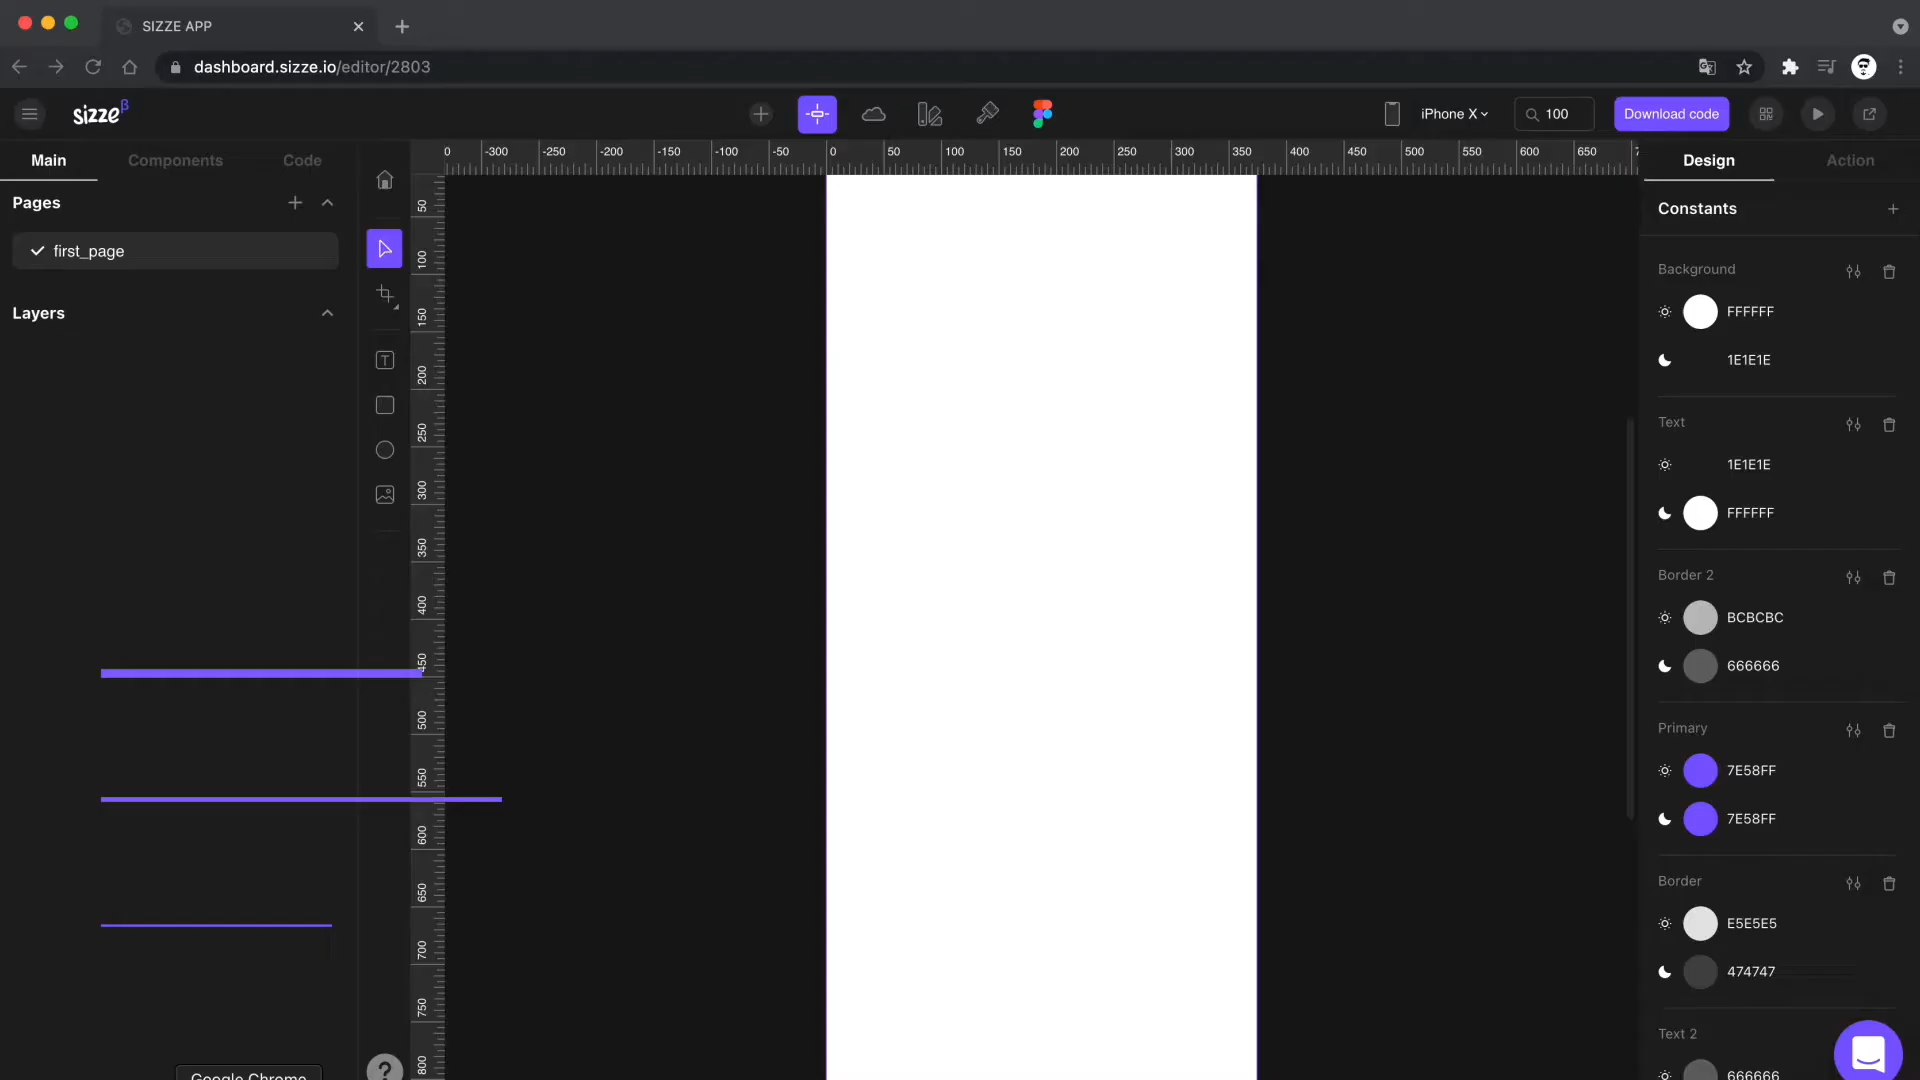 SIZZE APP
dashboard.sizze.io/editor/2803
sizzeβ
iPhone X
100
Download code
Main
Components
Code
Design
Action
0 -300 -250 -200 -150 -100 -50 0 50 100 150 200 250 300 350 400 450 500 550 600 650
Pages
first_page
Layers
50
100
150
200
250
300
350
400
450
500
550
600
650
700
750
800
Constants
Background
FFFFFF
1E1E1E
Text
1E1E1E
FFFFFF
Border 2
BCBCBC
666666
Primary
7E58FF
7E58FF
Border
E5E5E5
474747
Text 2
666666
T
?
Google Chrome